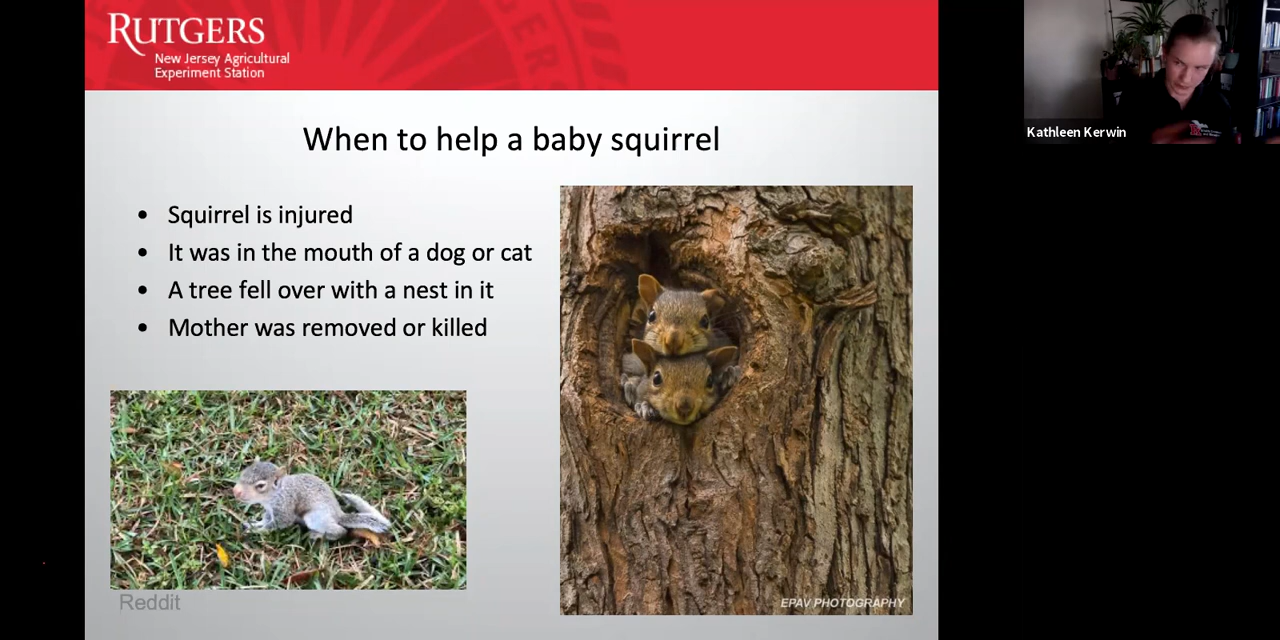 RUTGERS
New Jersey Agricultural
Experiment Station
Kathleen Kerwin
When to help a baby squirrel
• Squirrel is injured
• It was in the mouth of a dog or cat
• A tree fell over with a nest in it
• Mother was removed or killed
Reddit
EPAV PHOTOGRAPHY